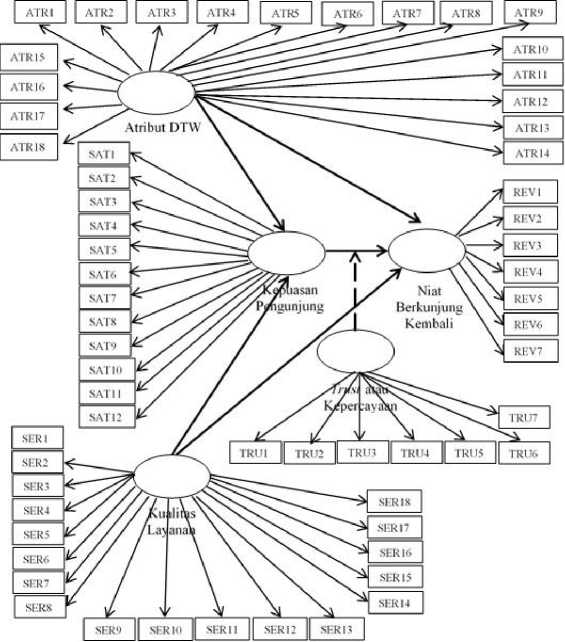 ATR1
ATR2
ATR3
ATR4
ATR5
ATR6
ATR7
ATR8
ATR9
ATR10
ATR11
ATR12
ATR13
ATR14
ATR15
ATR16
ATR17
ATR18
Atribut DTW
SAT1
SAT2
SAT3
SAT4
SAT5
SAT6
SAT7
SAT8
SAT9
SAT10
SAT11
SAT12
Kepuasan
Pengunjung
REV1
REV2
REV3
REV4
REV5
REV6
REV7
Niat
Berkunjung
Kembali
Trust atau
Kepercayaan
TRU1
TRU2
TRU3
TRU4
TRU5
TRU6
TRU7
SER1
SER2
SER3
SER4
SER5
SER6
SER7
SER8
Kualitas
Layanan
SER9
SER10
SER11
SER12
SER13
SER18
SER17
SER16
SER15
SER14